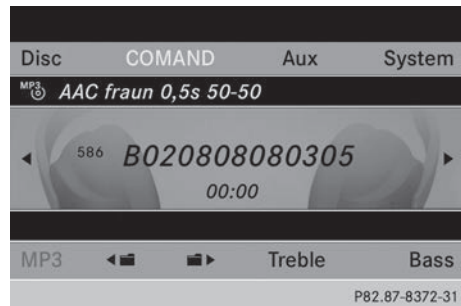 Disc COMAND Aux System
MP3 AAC fraun 0,5s 50-50
586 B020808080305
00:00
MP3 Treble Bass
P82.87-8372-31